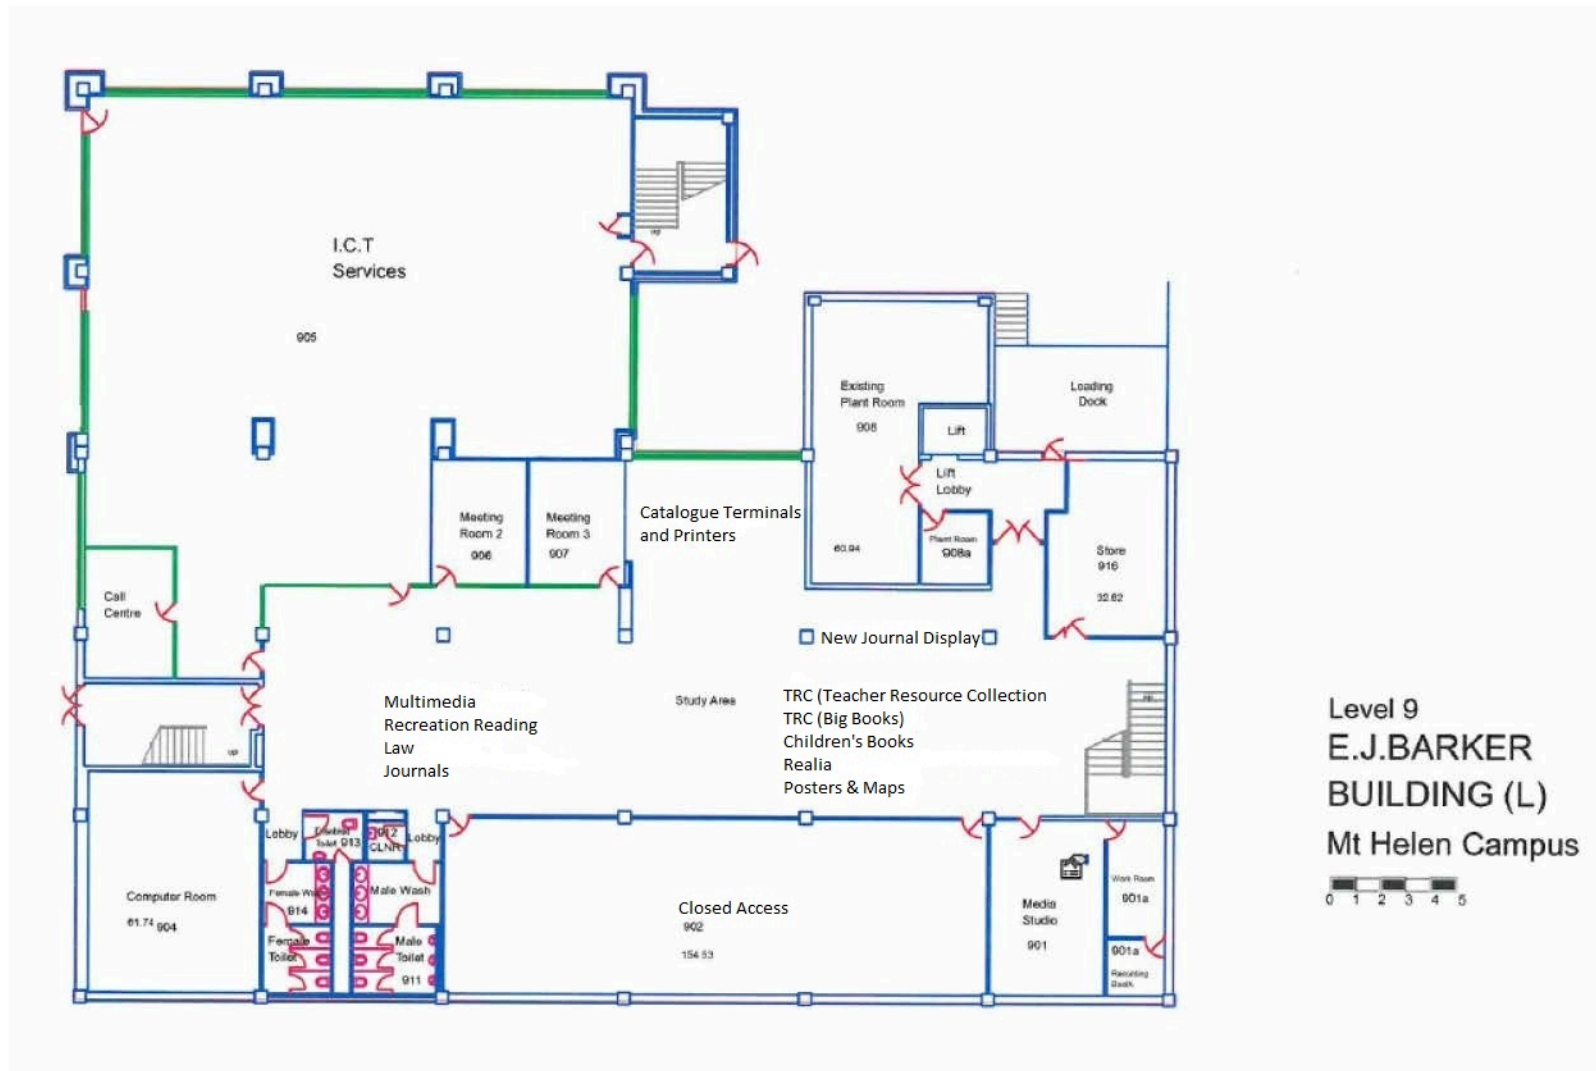 I.C.T
Services
905
up
Existing
Plant Room
908
60.94
Lift
Lift
Lobby
Loading
Dock
Plant Room
908a
Store
916
32.62
Meeting
Room 2
906
Meeting
Room 3
907
Catalogue Terminals
and Printers
Call
Centre
New Journal Display
Multimedia
Recreation Reading
Law
Journals
Study Area
TRC (Teacher Resource Collection
TRC (Big Books)
Children's Books
Realia
Posters & Maps
up
up
Level 9
E.J.BARKER
BUILDING (L)
Mt Helen Campus
0 1 2 3 4 5
Lobby
Toilet 913
912
CLNR
Lobby
Computer Room
61.74 904
Female
914
Male Wash
Female
Toilet
Male
Toilet
911
Closed Access
902
154.53
Media
Studio
901
Work Room
901a
901a
Recording
Booth